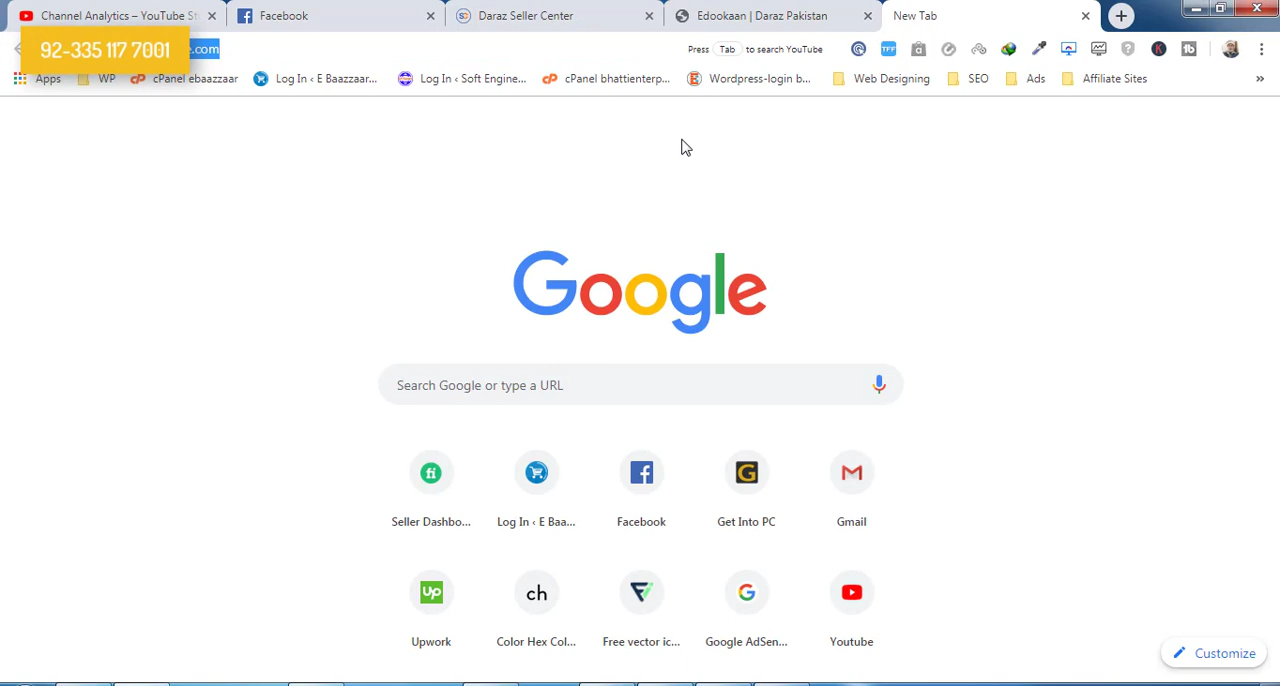 Channel Analytics – YouTube St
Facebook
Daraz Seller Center
Edookaan | Daraz Pakistan
New Tab
92-335 117 7001
e.com
Press Tab to search YouTube
Apps
WP
cPanel ebaazzaar
Log In ‹ E Baazzaar...
Log In ‹ Soft Engine...
cPanel bhattienterp...
Wordpress-login b...
Web Designing
SEO
Ads
Affiliate Sites
»
Google
Search Google or type a URL
Seller Dashbo...
Log In ‹ E Baa...
Facebook
Get Into PC
Gmail
Upwork
Color Hex Col...
Free vector ic...
Google AdSen...
Youtube
Customize